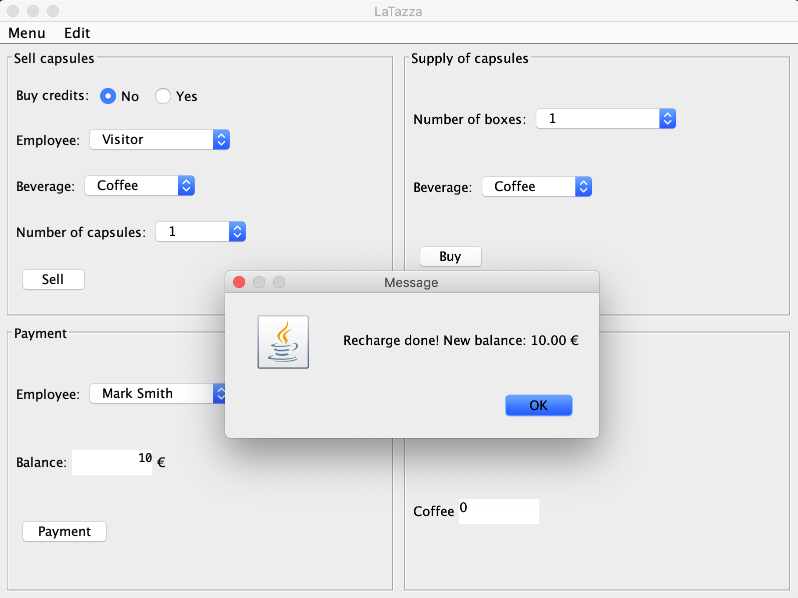 LaTazza
Menu Edit
Sell capsules
Buy credits: No Yes
Employee: Visitor
Beverage: Coffee
Number of capsules: 1
Sell
Supply of capsules
Number of boxes: 1
Beverage: Coffee
Buy
Message
Recharge done! New balance: 10.00 €
OK
Payment
Employee: Mark Smith
Balance: 10 €
Payment
Coffee 0